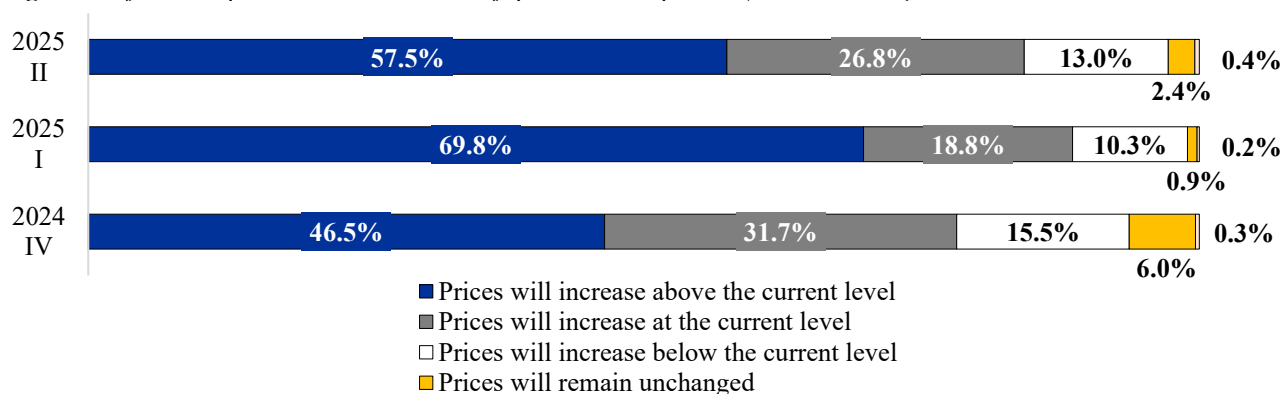 2025
II
57.5%
26.8%
13.0%
0.4%
2.4%
2025
I
69.8%
18.8%
10.3%
0.2%
0.9%
2024
IV
46.5%
31.7%
15.5%
0.3%
6.0%
Prices will increase above the current level
Prices will increase at the current level
Prices will increase below the current level
Prices will remain unchanged